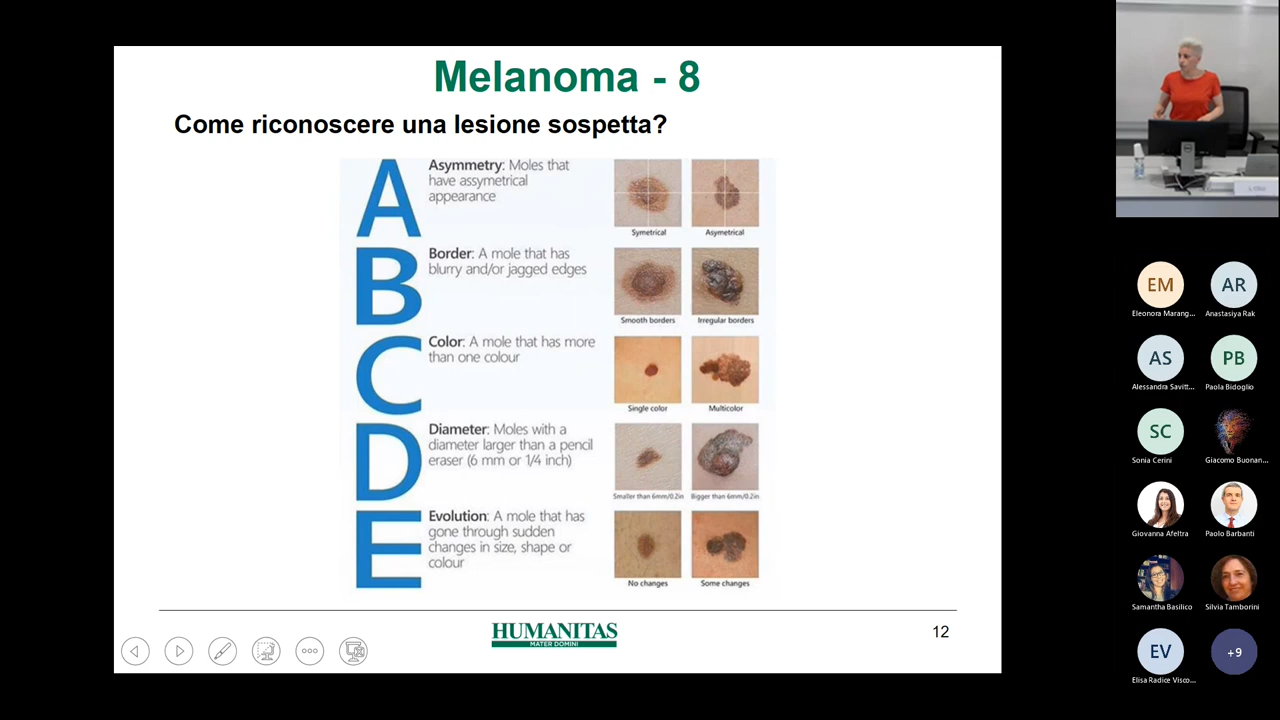 Melanoma - 8
Come riconoscere una lesione sospetta?
A
Asymmetry: Moles that
have assymetrical
appearance
Symetrical
Asymetrical
B
Border: A mole that has
blurry and/or jagged edges
Smooth borders
Irregular borders
C
Color: A mole that has more
than one colour
Single color
Multicolor
D
Diameter: Moles with a
diameter larger than a pencil
eraser (6 mm or 1/4 inch)
Smaller than 6mm/0.2in
Bigger than 6mm/0.2in
E
Evolution: A mole that has
gone through sudden
changes in size, shape or
colour
No changes
Some changes
HUMANITAS
MATER DOMINI
12
DELL
EM
Eleonora Marang...
AR
Anastasiya Rak
AS
Alessandra Savitt...
PB
Paola Bidoglio
SC
Sonia Cerini
Giacomo Buonan...
Giovanna Afeltra
Paolo Barbanti
Samantha Basilico
Silvia Tamborini
EV
Elisa Radice Visco...
+9